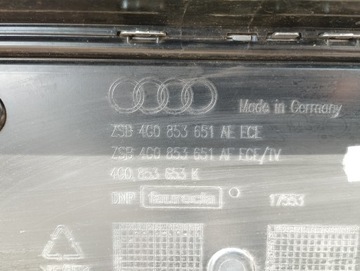 Made in Germany
ZSB 4G0 853 651 AE ECE
ZSB 4G0 853 651 AF ECE/TV
4G0 853 653 K
faurecia
17553